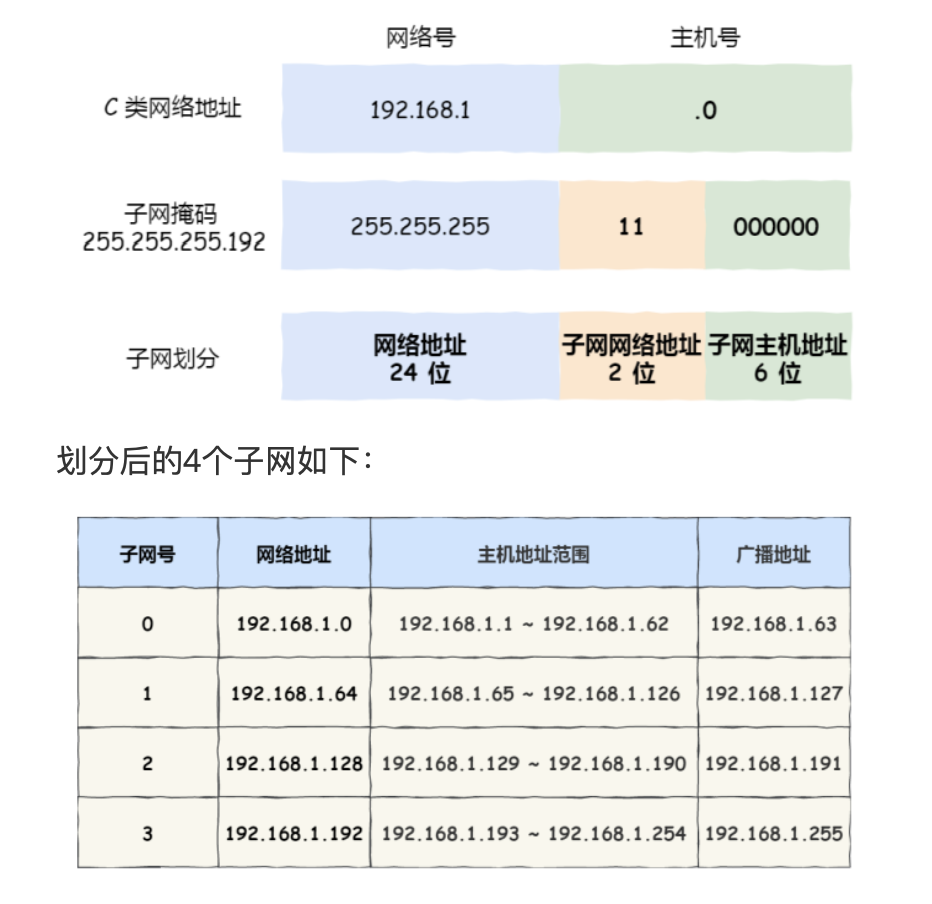 网络号 主机号
C 类网络地址 192.168.1 .0
子网掩码
255.255.255.192 255.255.255 11 000000
子网划分 网络地址 子网网络地址 子网主机地址
24 位 2 位 6 位
划分后的4个子网如下：
子网号 网络地址 主机地址范围 广播地址
0 192.168.1.0 192.168.1.1 ~ 192.168.1.62 192.168.1.63
1 192.168.1.64 192.168.1.65 ~ 192.168.1.126 192.168.1.127
2 192.168.1.128 192.168.1.129 ~ 192.168.1.190 192.168.1.191
3 192.168.1.192 192.168.1.193 ~ 192.168.1.254 192.168.1.255